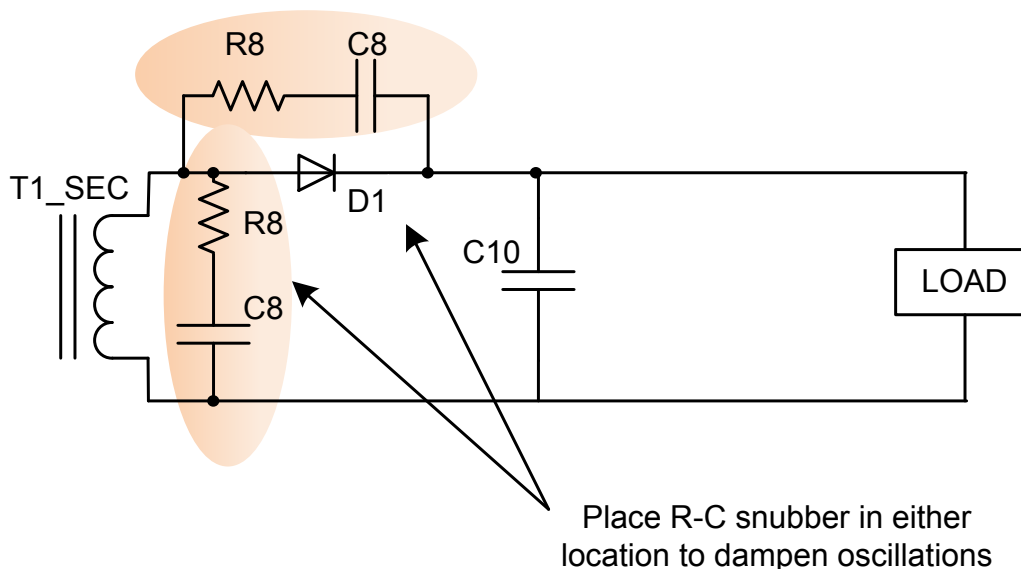 R8
C8
T1_SEC
D1
R8
C10
LOAD
C8
Place R-C snubber in either
location to dampen oscillations